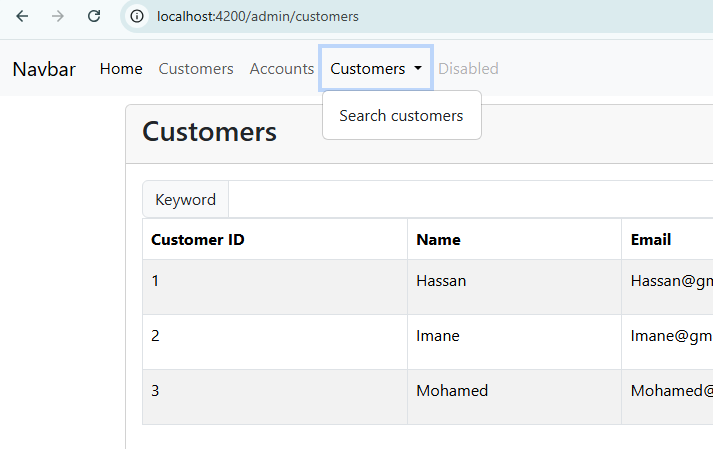 localhost:4200/admin/customers
Navbar Home Customers Accounts Customers Disabled
Search customers
Customers
Keyword
Customer ID Name Email
1 Hassan Hassan@gm
2 Imane Imane@gm
3 Mohamed Mohamed@